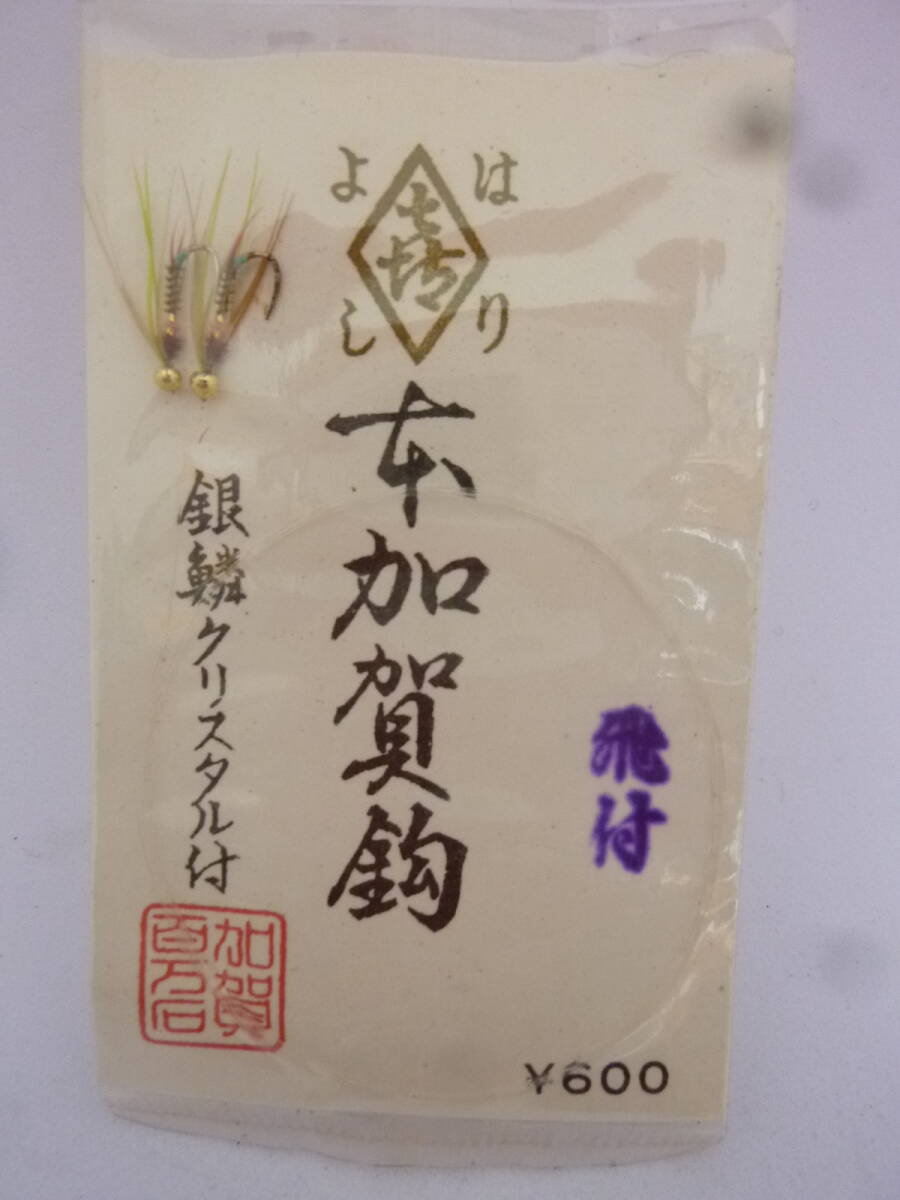 はり
よし
飛付
本加賀鈎
銀鱗クリスタル付
加賀
百万石
¥600